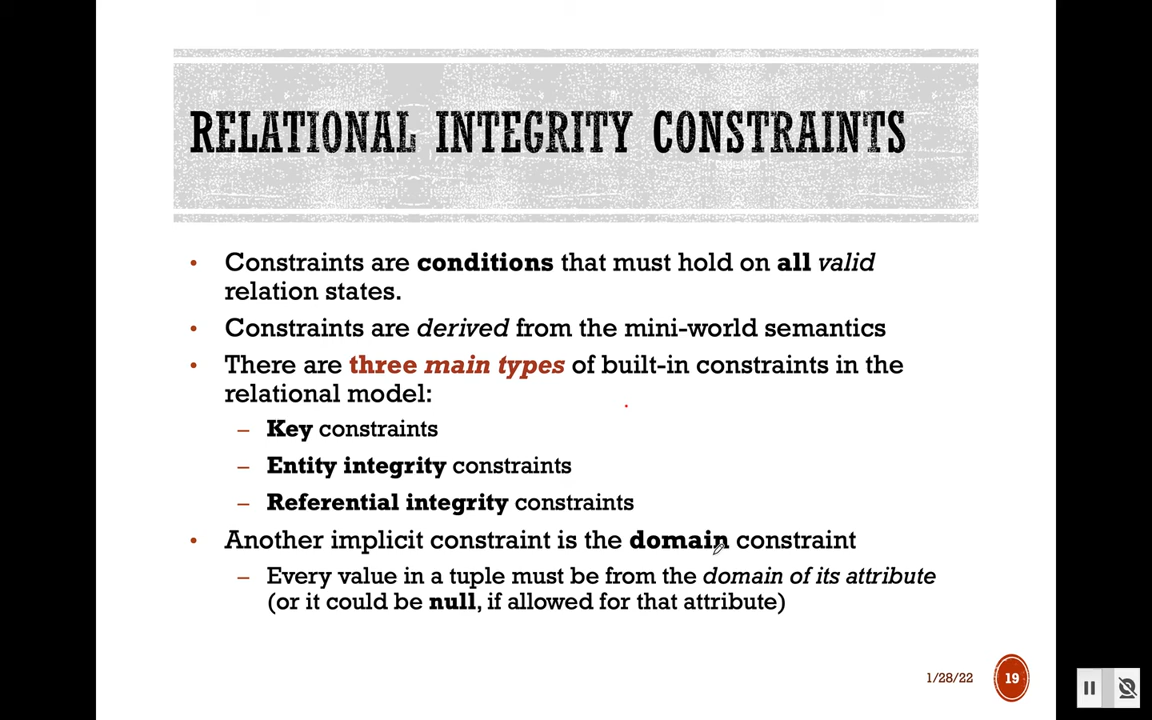 RELATIONAL INTEGRITY CONSTRAINTS
• Constraints are conditions that must hold on all valid
relation states.
• Constraints are derived from the mini-world semantics
• There are three main types of built-in constraints in the
relational model:
– Key constraints
– Entity integrity constraints
– Referential integrity constraints
• Another implicit constraint is the domain constraint
– Every value in a tuple must be from the domain of its attribute
(or it could be null, if allowed for that attribute)
1/28/22 19